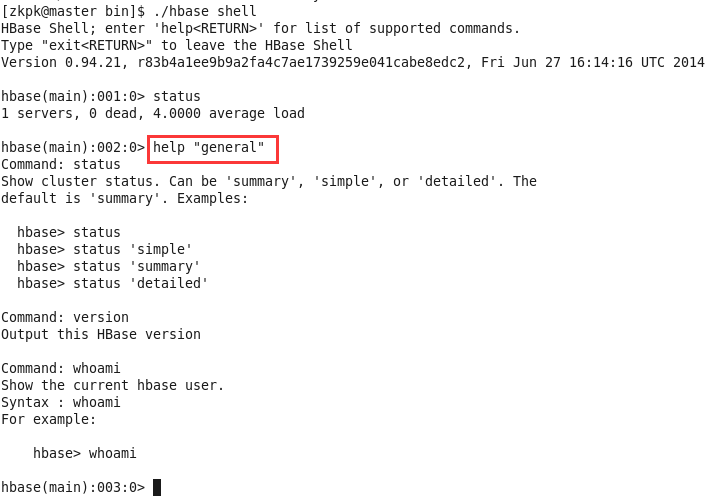 [zkpk@master bin]$ ./hbase shell
HBase Shell; enter 'help<RETURN>' for list of supported commands.
Type "exit<RETURN>" to leave the HBase Shell
Version 0.94.21, r83b4a1ee9b9a2fa4c7ae1739259e041cabe8edc2, Fri Jun 27 16:14:16 UTC 2014
hbase(main):001:0> status
1 servers, 0 dead, 4.0000 average load
hbase(main):002:0> help "general"
Command: status
Show cluster status. Can be 'summary', 'simple', or 'detailed'. The
default is 'summary'. Examples:
hbase> status
hbase> status 'simple'
hbase> status 'summary'
hbase> status 'detailed'
Command: version
Output this HBase version
Command: whoami
Show the current hbase user.
Syntax : whoami
For example:
hbase> whoami
hbase(main):003:0>